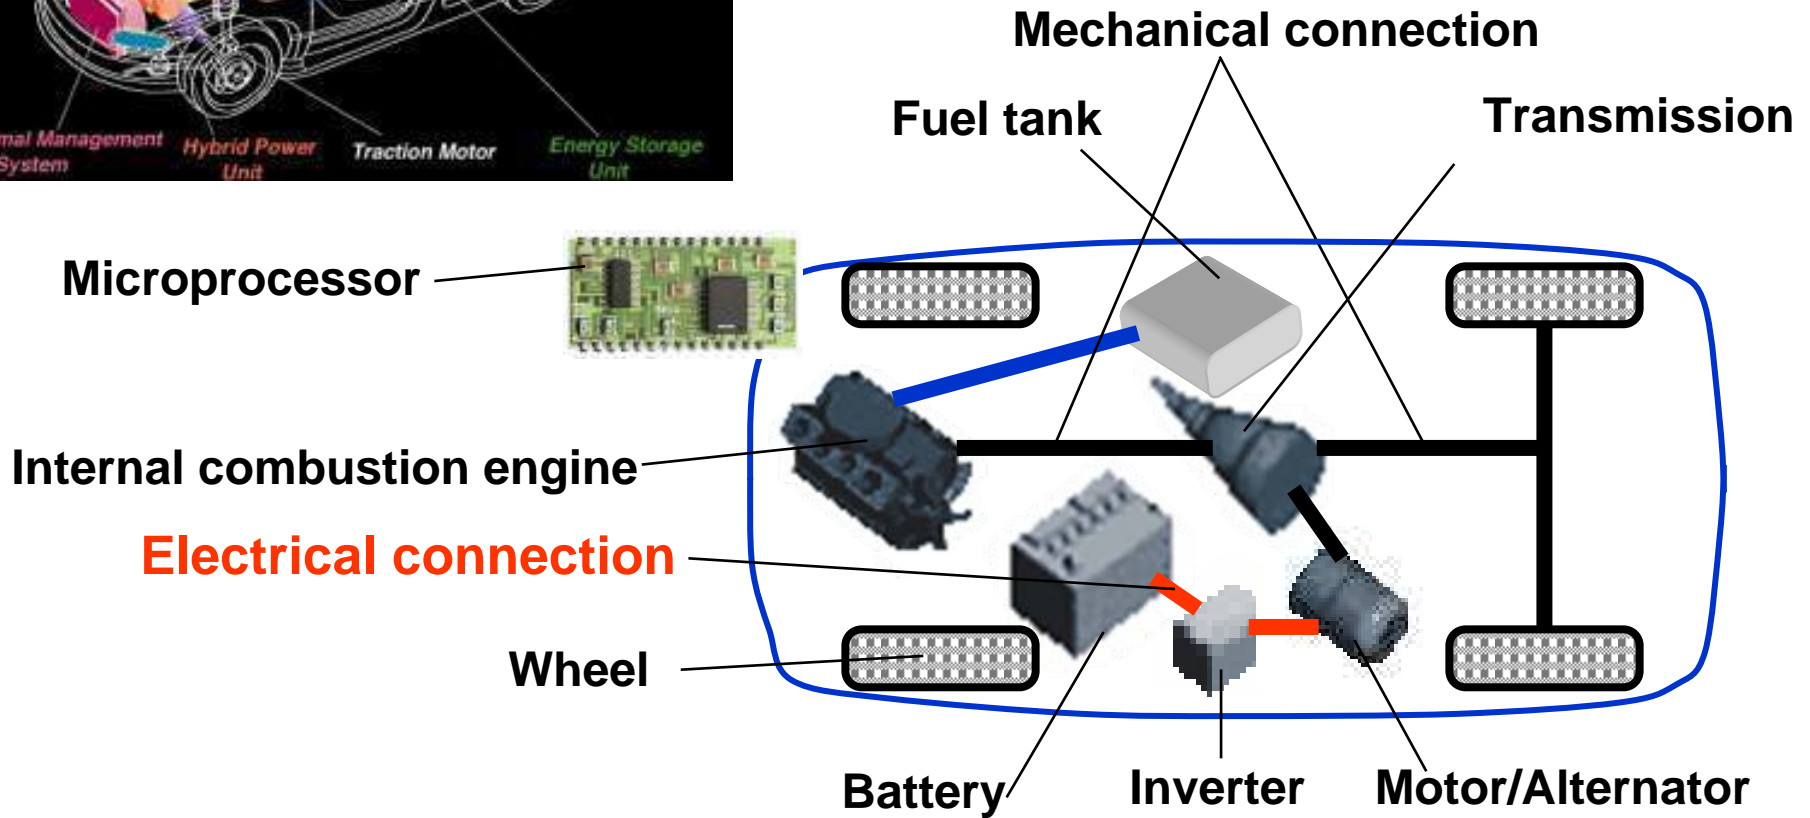 Mechanical connection
Fuel tank
Transmission
Management
System
Hybrid Power
Unit
Traction Motor
Energy Storage
Unit
Microprocessor
Internal combustion engine
Electrical connection
Wheel
Battery
Inverter
Motor/Alternator